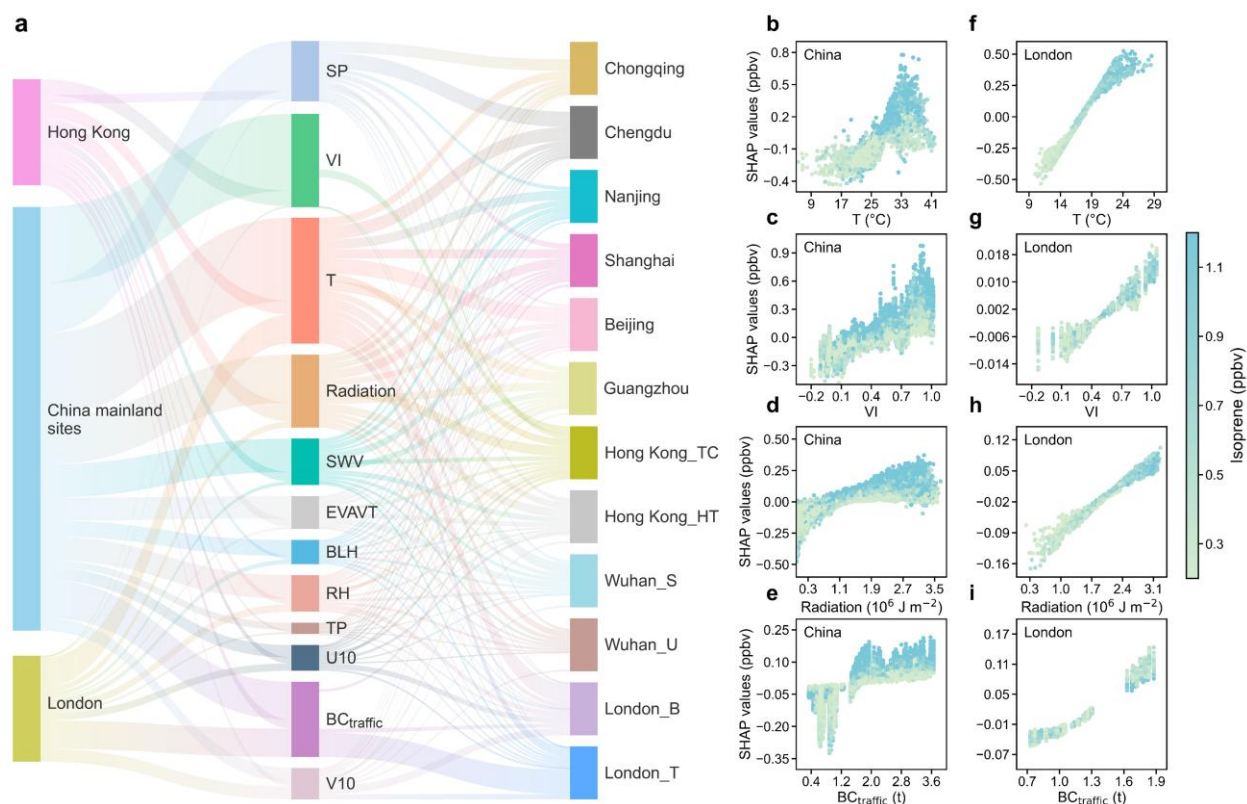 a
Hong Kong
China mainland
sites
London
SP
VI
T
Radiation
SWV
EVAVT
BLH
RH
TP
U10
BCtraffic
V10
Chongqing
Chengdu
Nanjing
Shanghai
Beijing
Guangzhou
Hong Kong_TC
Hong Kong_HT
Wuhan_S
Wuhan_U
London_B
London_T
b
China
SHAP values (ppbv)
0.8
0.5
0.2
−0.1
−0.4
9 17 25 33 41
T (°C)
f
London
0.50
0.25
0.00
−0.25
−0.50
9 14 19 24 29
T (°C)
c
China
SHAP values (ppbv)
0.9
0.6
0.3
0.0
−0.3
−0.2 0.1 0.4 0.7 1.0
VI
g
London
0.018
0.010
0.002
−0.006
−0.014
−0.2 0.1 0.4 0.7 1.0
VI
d
China
SHAP values (ppbv)
0.50
0.25
0.00
−0.25
−0.50
0.3 1.1 1.9 2.7 3.5
Radiation (10⁶ J m⁻²)
h
London
0.12
0.05
−0.02
−0.09
−0.16
0.3 1.0 1.7 2.4 3.1
Radiation (10⁶ J m⁻²)
e
China
SHAP values (ppbv)
0.25
0.10
−0.05
−0.20
−0.35
0.4 1.2 2.0 2.8 3.6
BCtraffic (t)
i
London
0.17
0.11
0.05
−0.01
−0.07
0.7 1.0 1.3 1.6 1.9
BCtraffic (t)
1.1
0.9
0.7
0.5
0.3
Isoprene (ppbv)